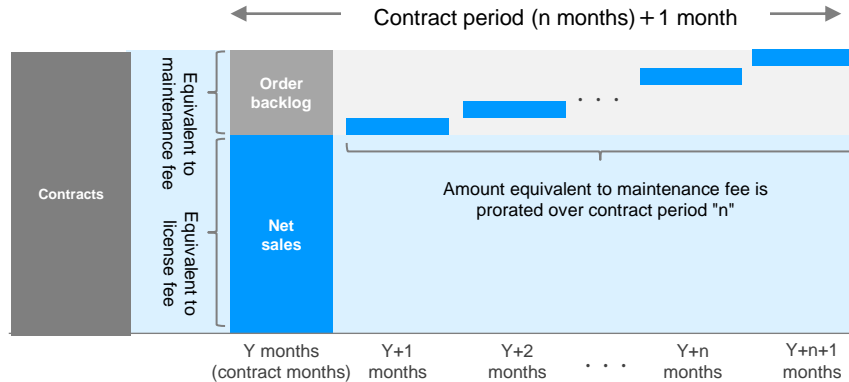 Contract period (n months)+1 month
Contracts
Equivalent to
maintenance fee
Equivalent to
license fee
Order
backlog
Net
sales
· · ·
Amount equivalent to maintenance fee is
prorated over contract period "n"
Y months
(contract months)
Y+1
months
Y+2
months
· · ·
Y+n
months
Y+n+1
months